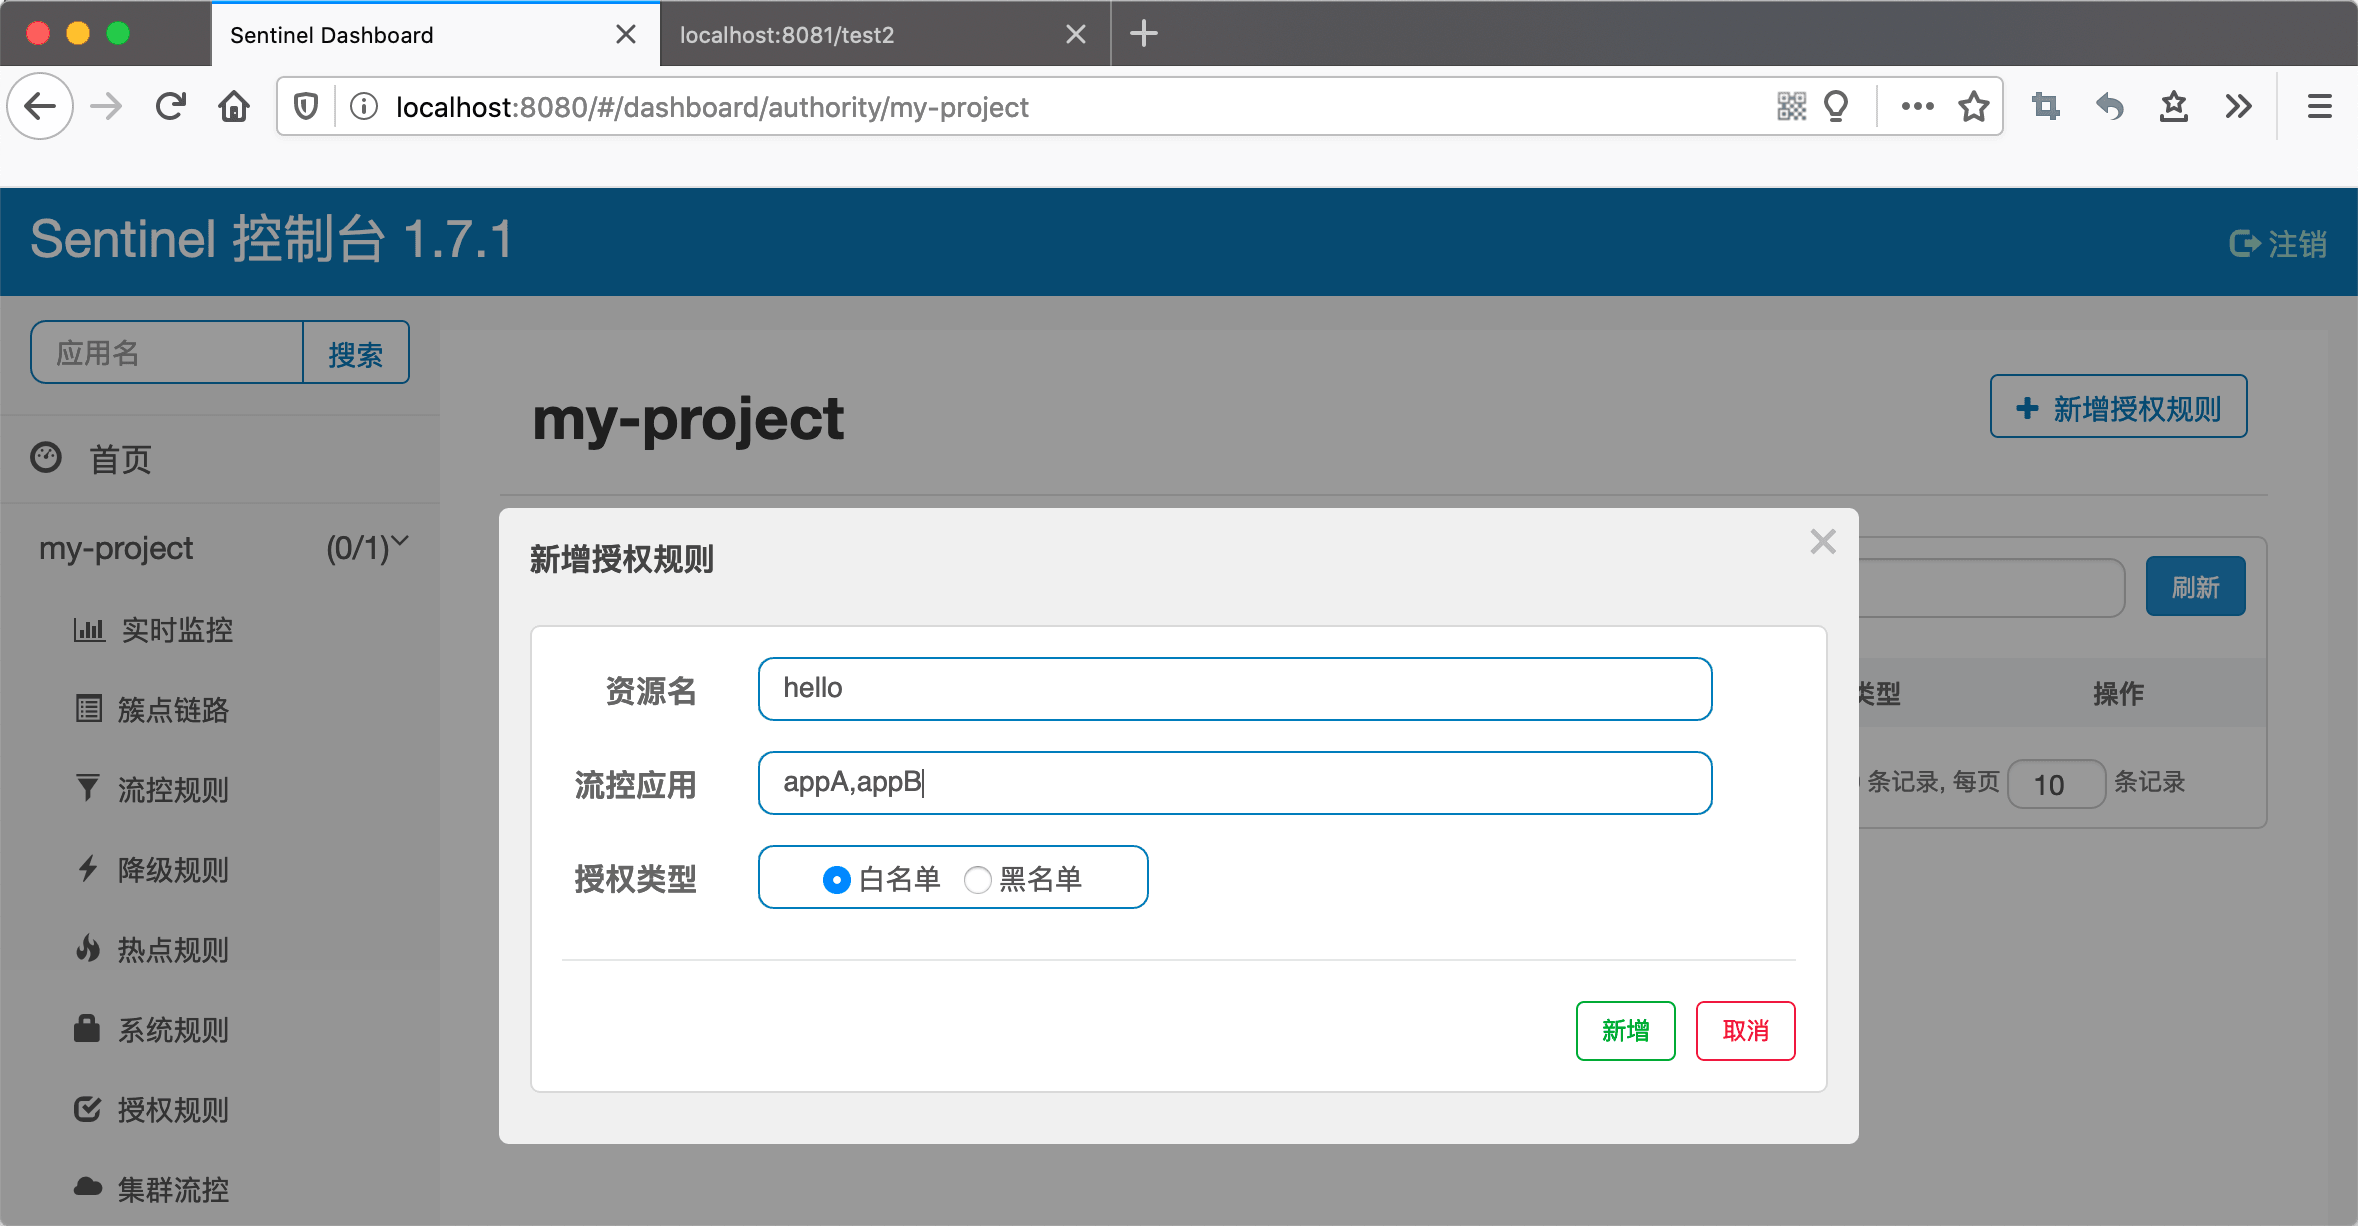 Sentinel Dashboard
localhost:8081/test2
localhost:8080/#/dashboard/authority/my-project
Sentinel 控制台 1.7.1
注销
应用名
搜索
首页
my-project (0/1)
实时监控
簇点链路
流控规则
降级规则
热点规则
系统规则
授权规则
集群流控
my-project
新增授权规则
刷新
类型
操作
条记录, 每页 10 条记录
新增授权规则
资源名 hello
流控应用 appA,appB
授权类型 白名单 黑名单
新增
取消